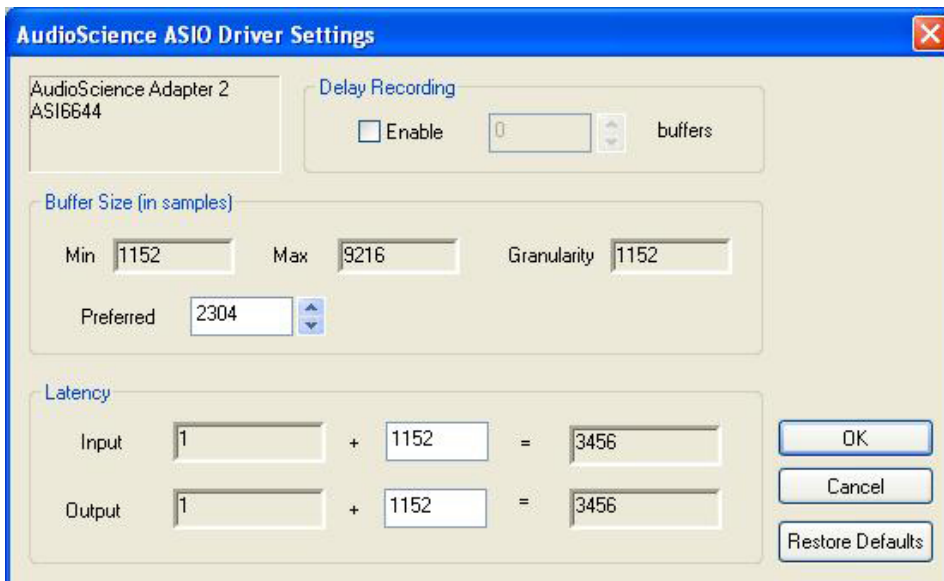 AudioScience ASIO Driver Settings
AudioScience Adapter 2
ASI6644
Delay Recording
Enable 0 buffers
Buffer Size (in samples)
Min 1152 Max 9216 Granularity 1152
Preferred 2304
Latency
Input 1 + 1152 = 3456
Output 1 + 1152 = 3456
OK
Cancel
Restore Defaults